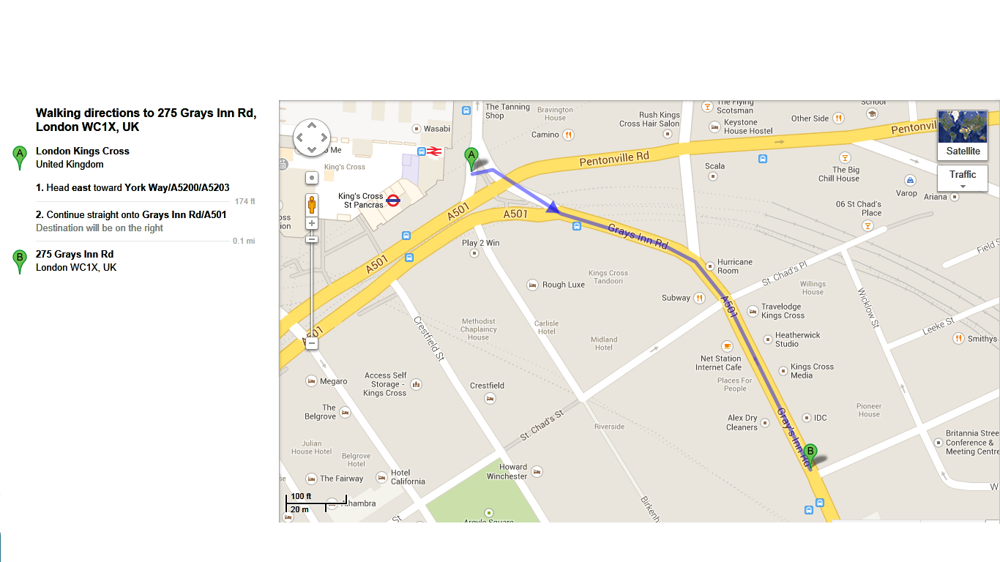 Walking directions to 275 Grays Inn Rd,
London WC1X, UK
A
London Kings Cross
United Kingdom
1. Head east toward York Way/A5200/A5203
174 ft
2. Continue straight onto Grays Inn Rd/A501
Destination will be on the right
0.1 mi
B
275 Grays Inn Rd
London WC1X, UK
The Tanning
Shop
Bravington
House
Rush Kings
Cross Hair Salon
The Flying
Scotsman
Keystone
House Hostel
Other Side
School
Wasabi
Camino
Pentonvil
Satellite
Traffic
Me
King's Cross
A
Pentonville Rd
Scala
The Big
Chill House
Varop
Ariana
King's Cross
St Pancras
A501
A501
06 St Chad's
Place
Grays Inn Rd
Play 2 Win
A501
Hurricane
Room
Field S
St. Chad's Pl
Kings Cross
Tandoori
Rough Luxe
Willings
House
Subway
A501
Travelodge
Kings Cross
Wicklow St
Leeke St
Crestfield St
Methodist
Chaplaincy
House
Carlisle
Hotel
Midland
Hotel
Heatherwick
Studio
Smithys
Net Station
Internet Cafe
Kings Cross
Media
Places For
People
Megaro
Access Self
Storage -
Kings Cross
Crestfield
The
Belgrove
St. Chad's St
Riverside
Alex Dry
Cleaners
IDC
Pioneer
House
Gray's Inn Rd
B
Julian
House Hotel
Belgrove
Hotel
Britannia Stree
Conference &
Meeting Centre
The Fairway
Hotel
California
Howard
Winchester
W
100 ft
20 m
Alhambra
St
Argyle Square
Birkenh